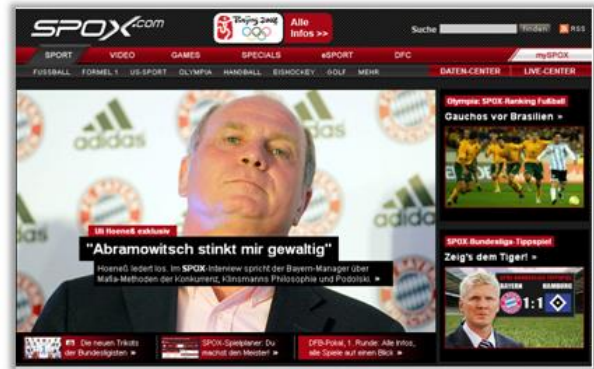 SPOX.com
Beijing 2008
Alle
Infos >>
Suche
finden
RSS
SPORT VIDEO GAMES SPECIALS eSPORT DFC mySPOX
FUSSBALL FORMEL 1 US-SPORT OLYMPIA HANDBALL EISHOCKEY GOLF MEHR DATEN-CENTER LIVE-CENTER
adidas
adidas
Olympia: SPOX-Ranking Fußball
Gauchos vor Brasilien »
Uli Hoeneß exklusiv
"Abramowitsch stinkt mir gewaltig"
Hoeneß ledert los. Im SPOX-Interview spricht der Bayern-Manager über
Mafia-Methoden der Konkurrenz, Klinsmanns Philosophie und Podolski. »
SPOX-Bundesliga-Tippspiel
Zeig's dem Tiger! »
BAYERN HAMBURG
1:1
Die neuen Trikots
der Bundesligisten »
SPOX-Spielplaner: Du
machst den Meister! »
DFB-Pokal, 1. Runde: Alle Infos,
alle Spiele auf einen Blick »